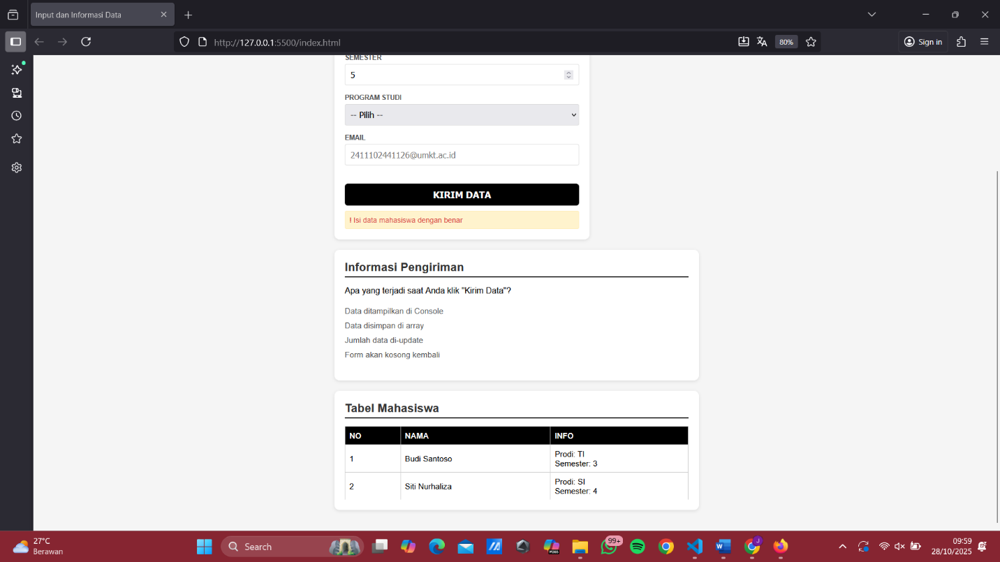 Input dan Informasi Data
http://127.0.0.1:5500/index.html
80%
Sign in
SEMESTER
5
PROGRAM STUDI
-- Pilih --
EMAIL
2411102441126@umkt.ac.id
KIRIM DATA
! Isi data mahasiswa dengan benar
Informasi Pengiriman
Apa yang terjadi saat Anda klik "Kirim Data"?
Data ditampilkan di Console
Data disimpan di array
Jumlah data di-update
Form akan kosong kembali
Tabel Mahasiswa
NO NAMA INFO
1 Budi Santoso Prodi: TI
Semester: 3
2 Siti Nurhaliza Prodi: SI
Semester: 4
27°C
Berawan
Search
M365
99+
J
09:59
28/10/2025